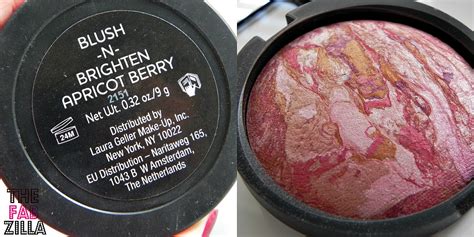 BLUSH
-N-
BRIGHTEN
APRICOT BERRY
2151
Net Wt. 0.32 oz/9 g
24M
Distributed by
Laura Geller Make-Up, Inc.
New York, NY 10022
EU Distribution – Naritaweg 165,
1043 B W Amsterdam,
The Netherlands
THE
FAB
ZILLA